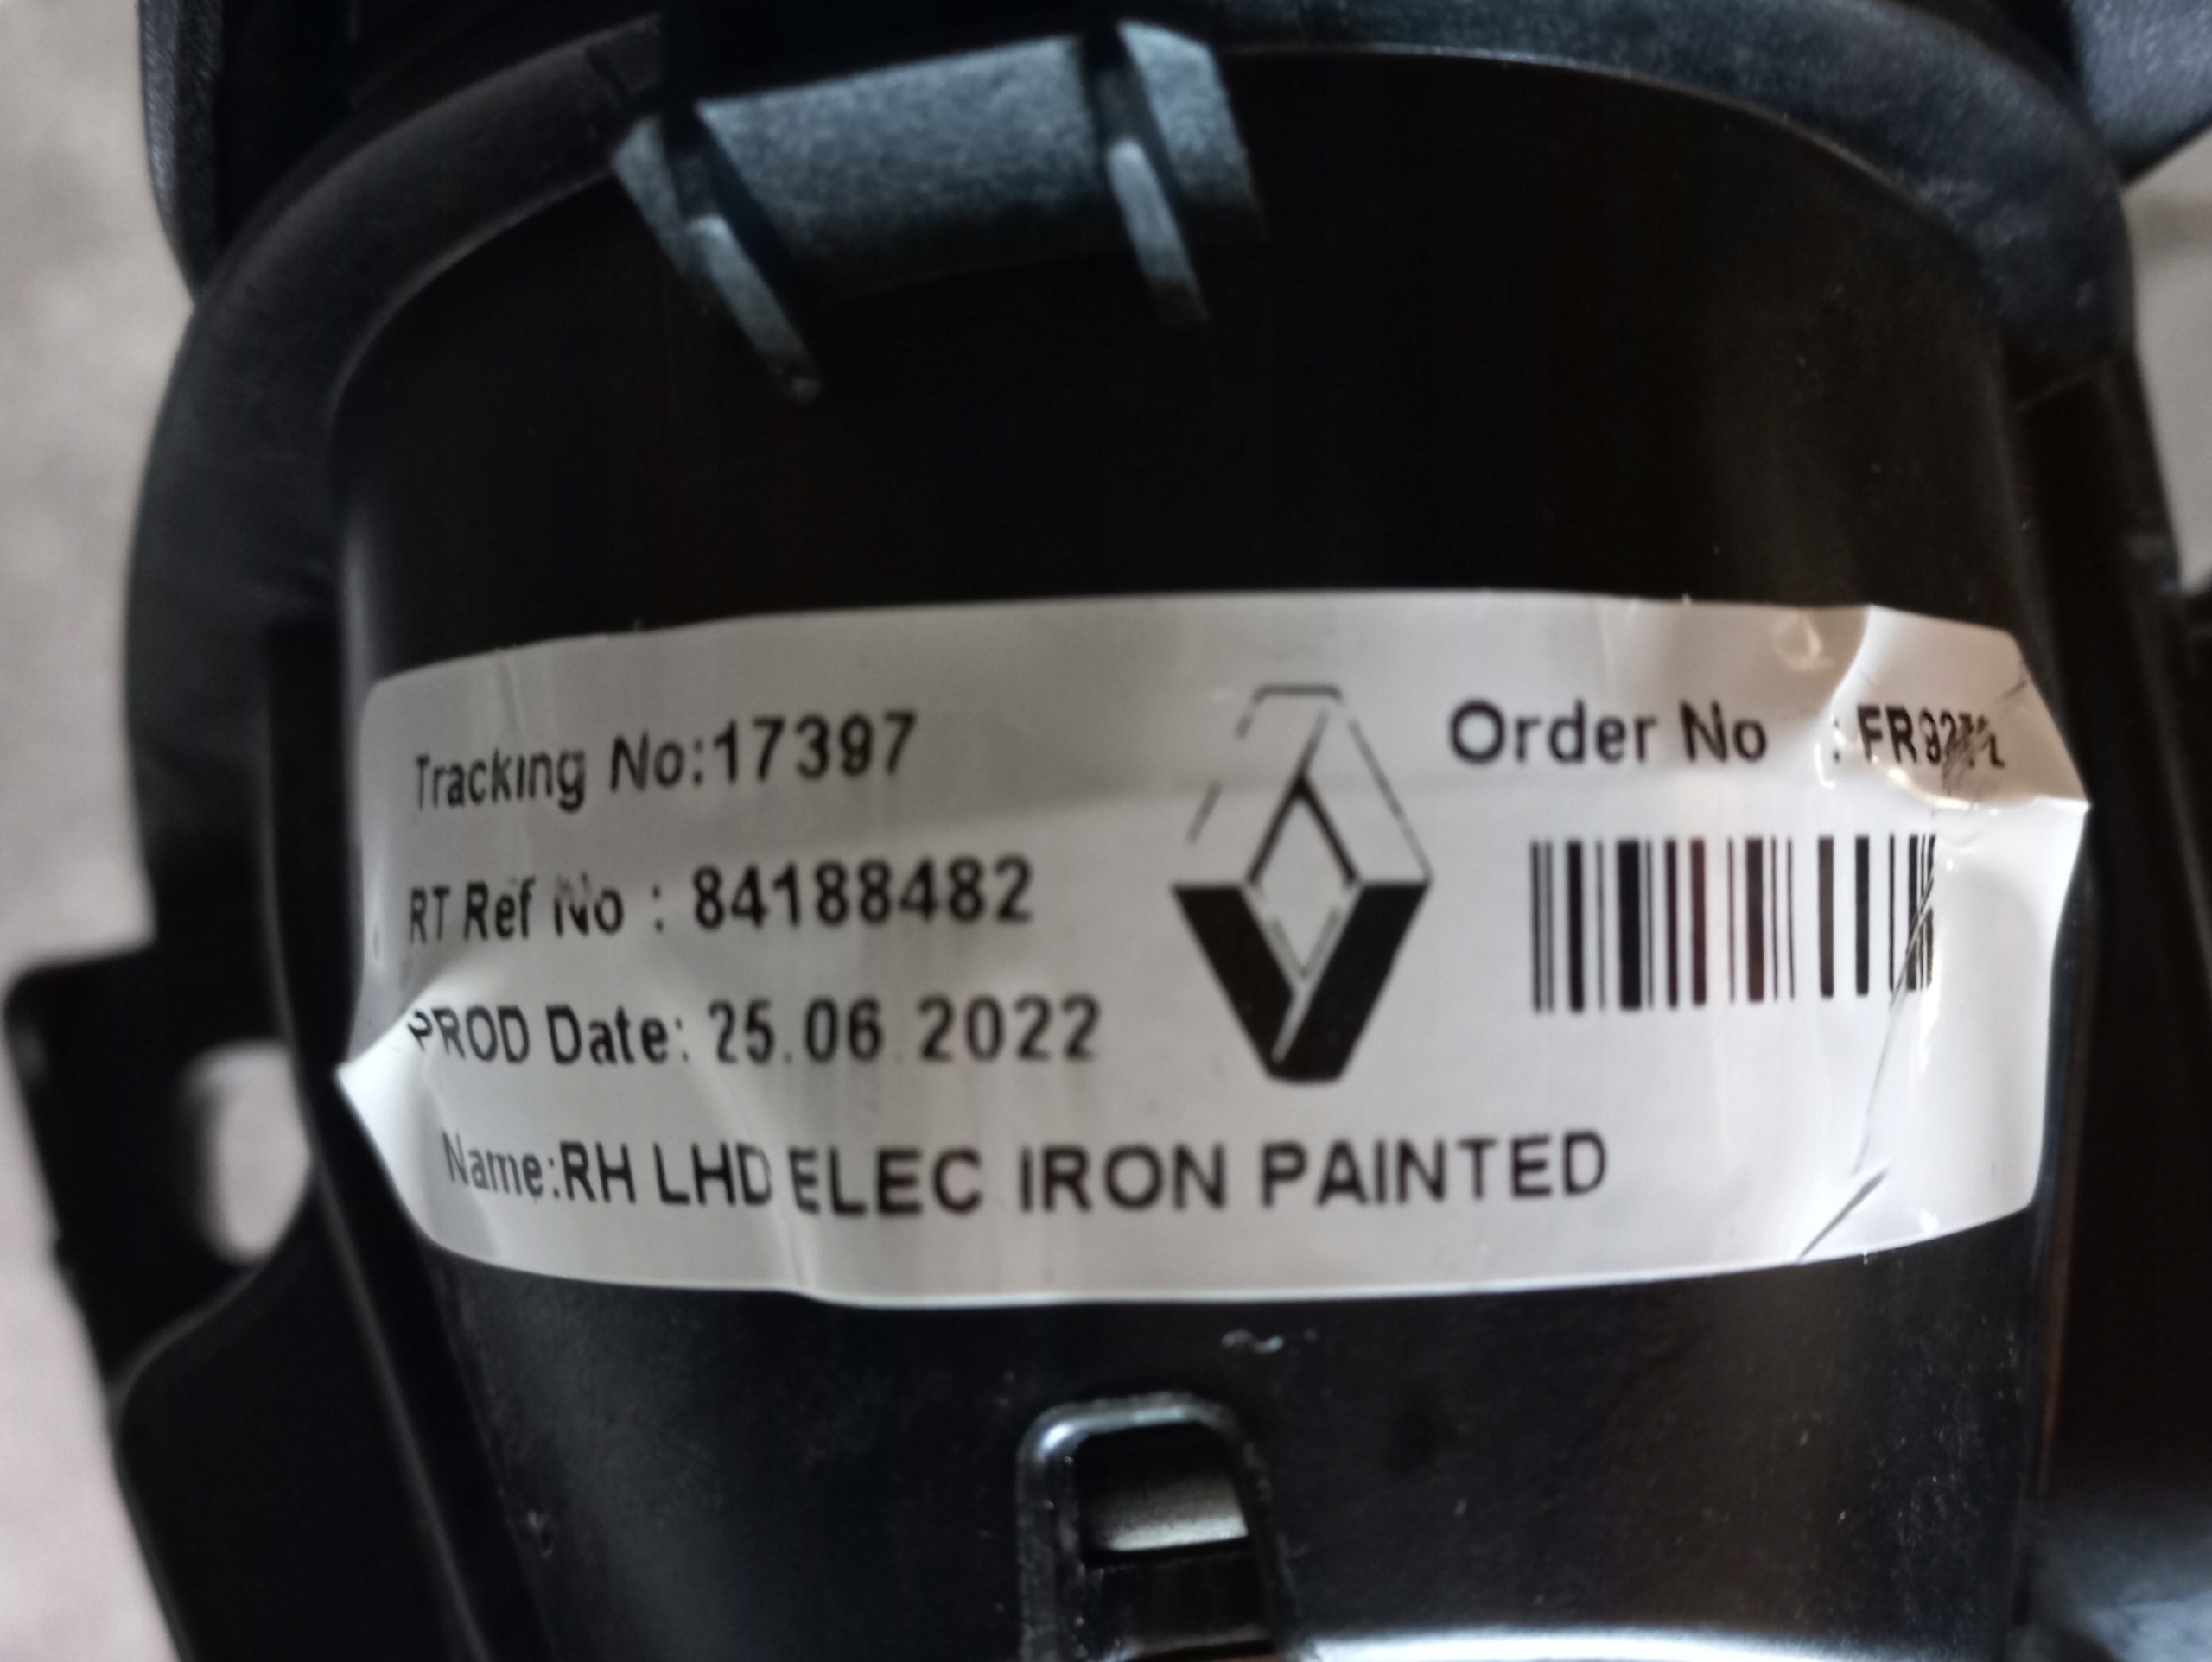 Tracking No:17397
Order No :
RT Ref No : 84188482
PROD Date: 25.06.2022
Name:RH LHD ELEC IRON PAINTED